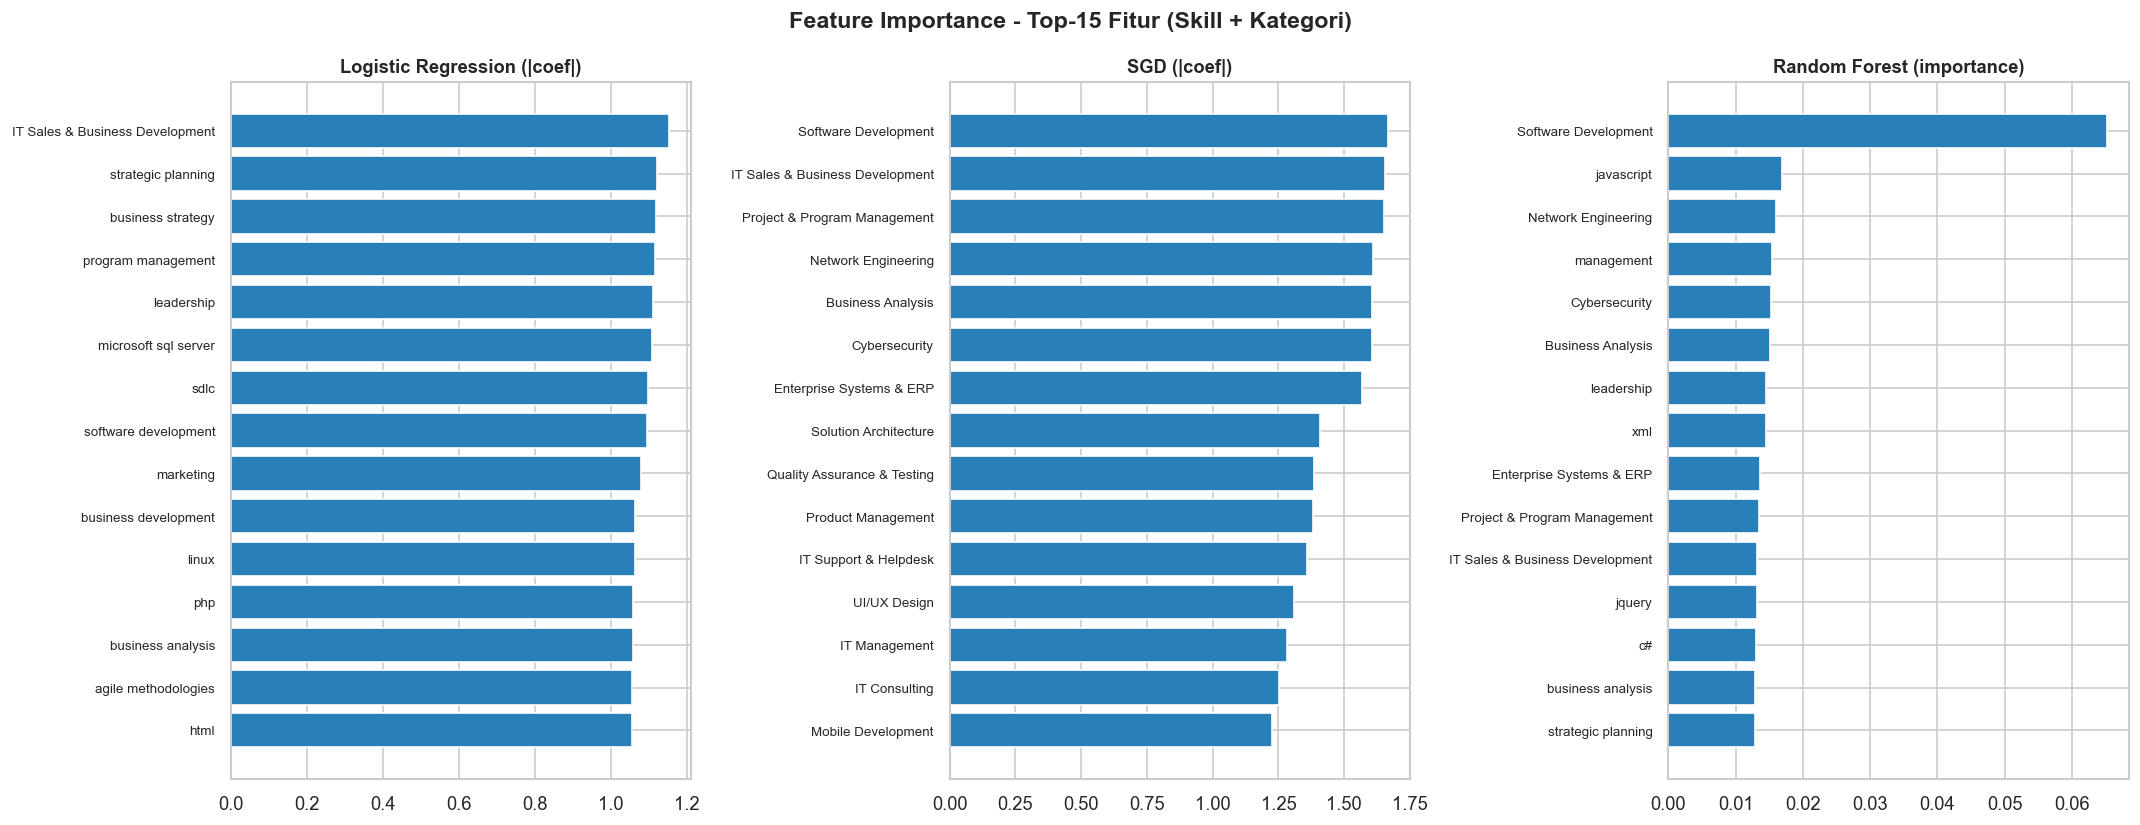 Feature Importance - Top-15 Fitur (Skill + Kategori)
Logistic Regression (|coef|)
IT Sales & Business Development
strategic planning
business strategy
program management
leadership
microsoft sql server
sdlc
software development
marketing
business development
linux
php
business analysis
agile methodologies
html
0.0 0.2 0.4 0.6 0.8 1.0 1.2
SGD (|coef|)
Software Development
IT Sales & Business Development
Project & Program Management
Network Engineering
Business Analysis
Cybersecurity
Enterprise Systems & ERP
Solution Architecture
Quality Assurance & Testing
Product Management
IT Support & Helpdesk
UI/UX Design
IT Management
IT Consulting
Mobile Development
0.00 0.25 0.50 0.75 1.00 1.25 1.50 1.75
Random Forest (importance)
Software Development
javascript
Network Engineering
management
Cybersecurity
Business Analysis
leadership
xml
Enterprise Systems & ERP
Project & Program Management
IT Sales & Business Development
jquery
c#
business analysis
strategic planning
0.00 0.01 0.02 0.03 0.04 0.05 0.06